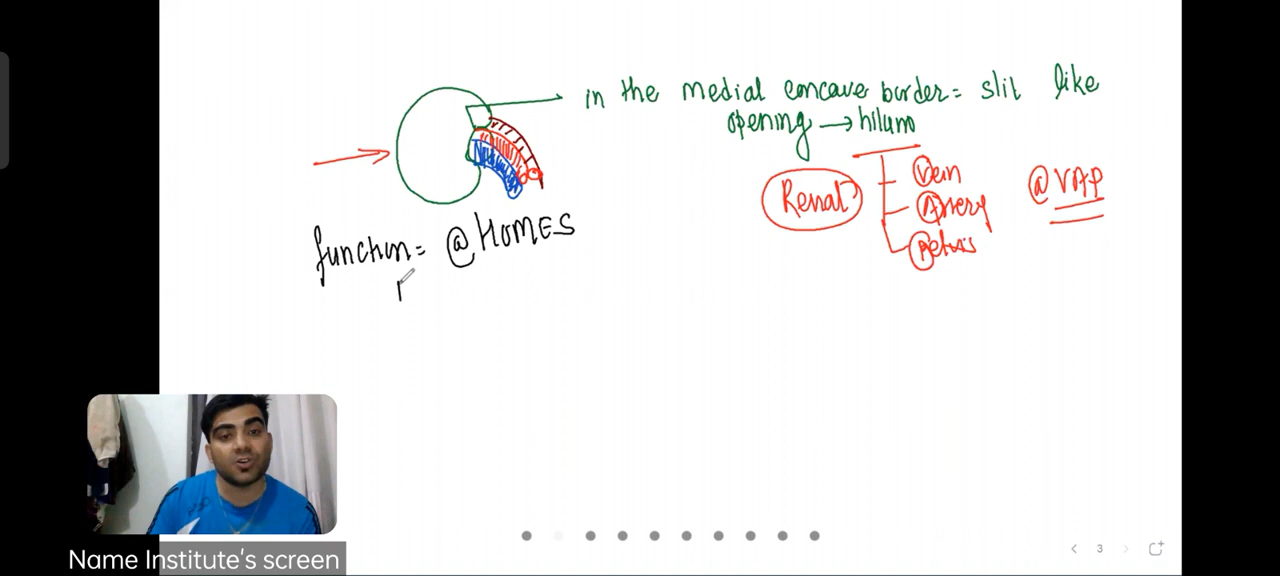 in the medial concave border = slit like
opening → hilum
Renal
Vein
Artery
Pelvis
@ VAP
function = @ HOMES
Name Institute's screen
3